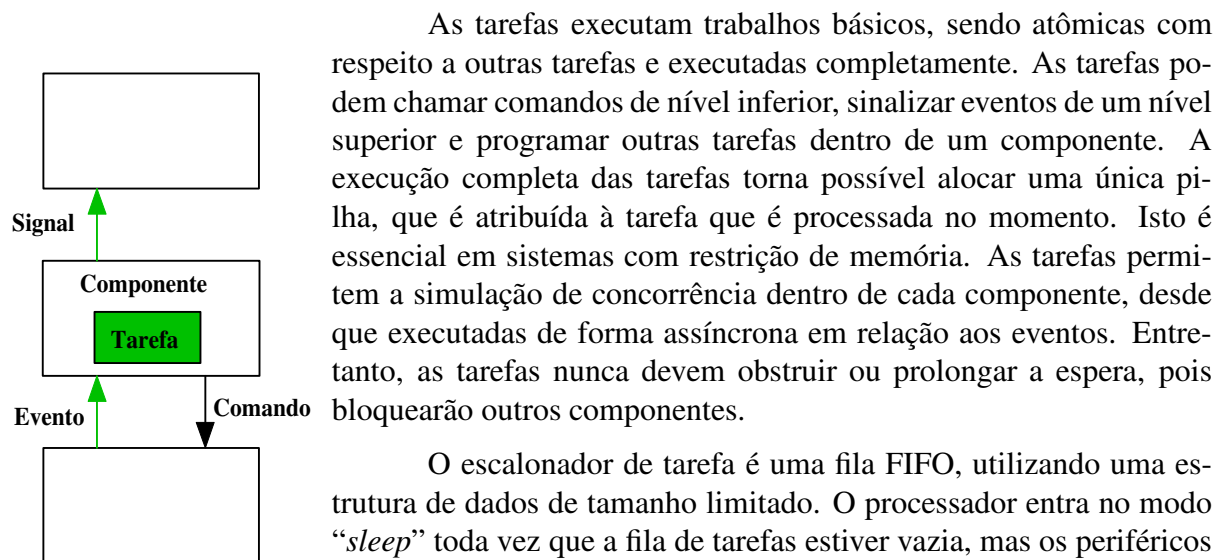 As tarefas executam trabalhos básicos, sendo atômicas com
respeito a outras tarefas e executadas completamente. As tarefas po-
dem chamar comandos de nível inferior, sinalizar eventos de um nível
superior e programar outras tarefas dentro de um componente. A
execução completa das tarefas torna possível alocar uma única pi-
lha, que é atribuída à tarefa que é processada no momento. Isto é
essencial em sistemas com restrição de memória. As tarefas permi-
tem a simulação de concorrência dentro de cada componente, desde
que executadas de forma assíncrona em relação aos eventos. Entre-
tanto, as tarefas nunca devem obstruir ou prolongar a espera, pois
bloquearão outros componentes.
O escalonador de tarefa é uma fila FIFO, utilizando uma es-
trutura de dados de tamanho limitado. O processador entra no modo
“sleep” toda vez que a fila de tarefas estiver vazia, mas os periféricos
Signal
Componente
Tarefa
Evento
Comando